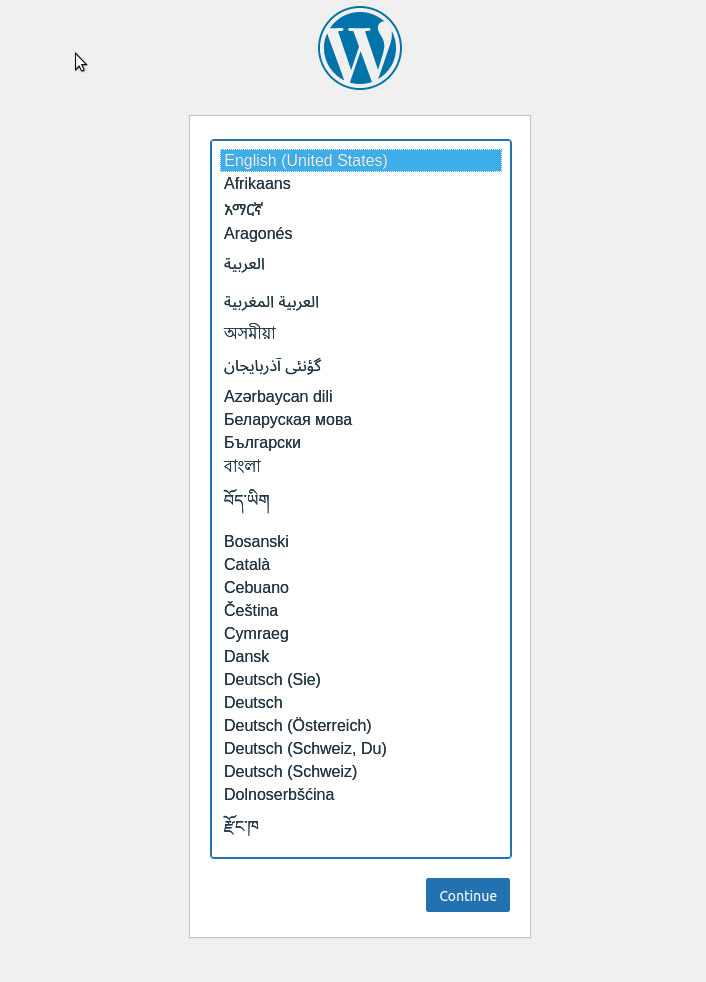 English (United States)
Afrikaans
አማርኛ
Aragonés
العربية
العربية المغربية
অসমীয়া
گؤنئی آذربایجان
Azərbaycan dili
Беларуская мова
Български
বাংলা
བོད་ཡིག
Bosanski
Català
Cebuano
Čeština
Cymraeg
Dansk
Deutsch (Sie)
Deutsch
Deutsch (Österreich)
Deutsch (Schweiz, Du)
Deutsch (Schweiz)
Dolnoserbšćina
རྫོང་ཁ
Continue